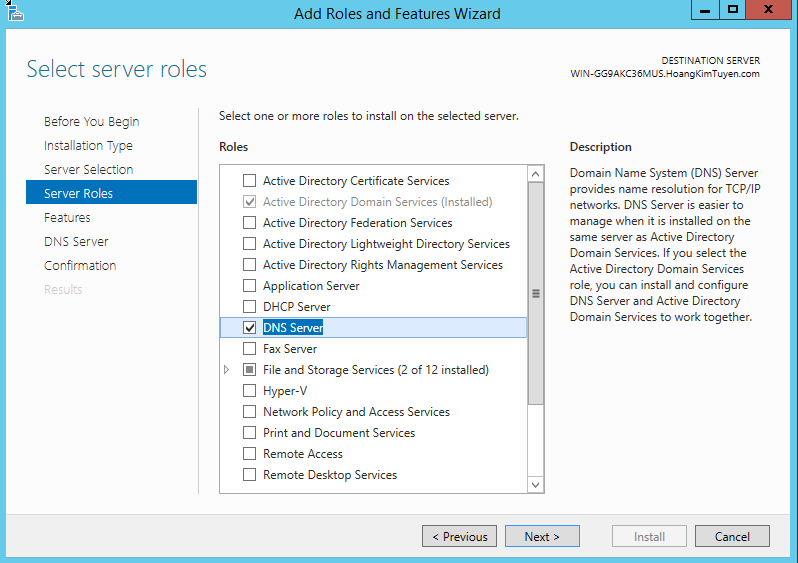 Add Roles and Features Wizard
Select server roles
DESTINATION SERVER
WIN-GG9AKC36MUS.HoangKimTuyen.com
Before You Begin
Installation Type
Server Selection
Server Roles
Features
DNS Server
Confirmation
Results
Select one or more roles to install on the selected server.
Roles
Active Directory Certificate Services
Active Directory Domain Services (Installed)
Active Directory Federation Services
Active Directory Lightweight Directory Services
Active Directory Rights Management Services
Application Server
DHCP Server
DNS Server
Fax Server
File and Storage Services (2 of 12 installed)
Hyper-V
Network Policy and Access Services
Print and Document Services
Remote Access
Remote Desktop Services
Description
Domain Name System (DNS) Server
provides name resolution for TCP/IP
networks. DNS Server is easier to
manage when it is installed on the
same server as Active Directory
Domain Services. If you select the
Active Directory Domain Services
role, you can install and configure
DNS Server and Active Directory
Domain Services to work together.
< Previous
Next >
Install
Cancel